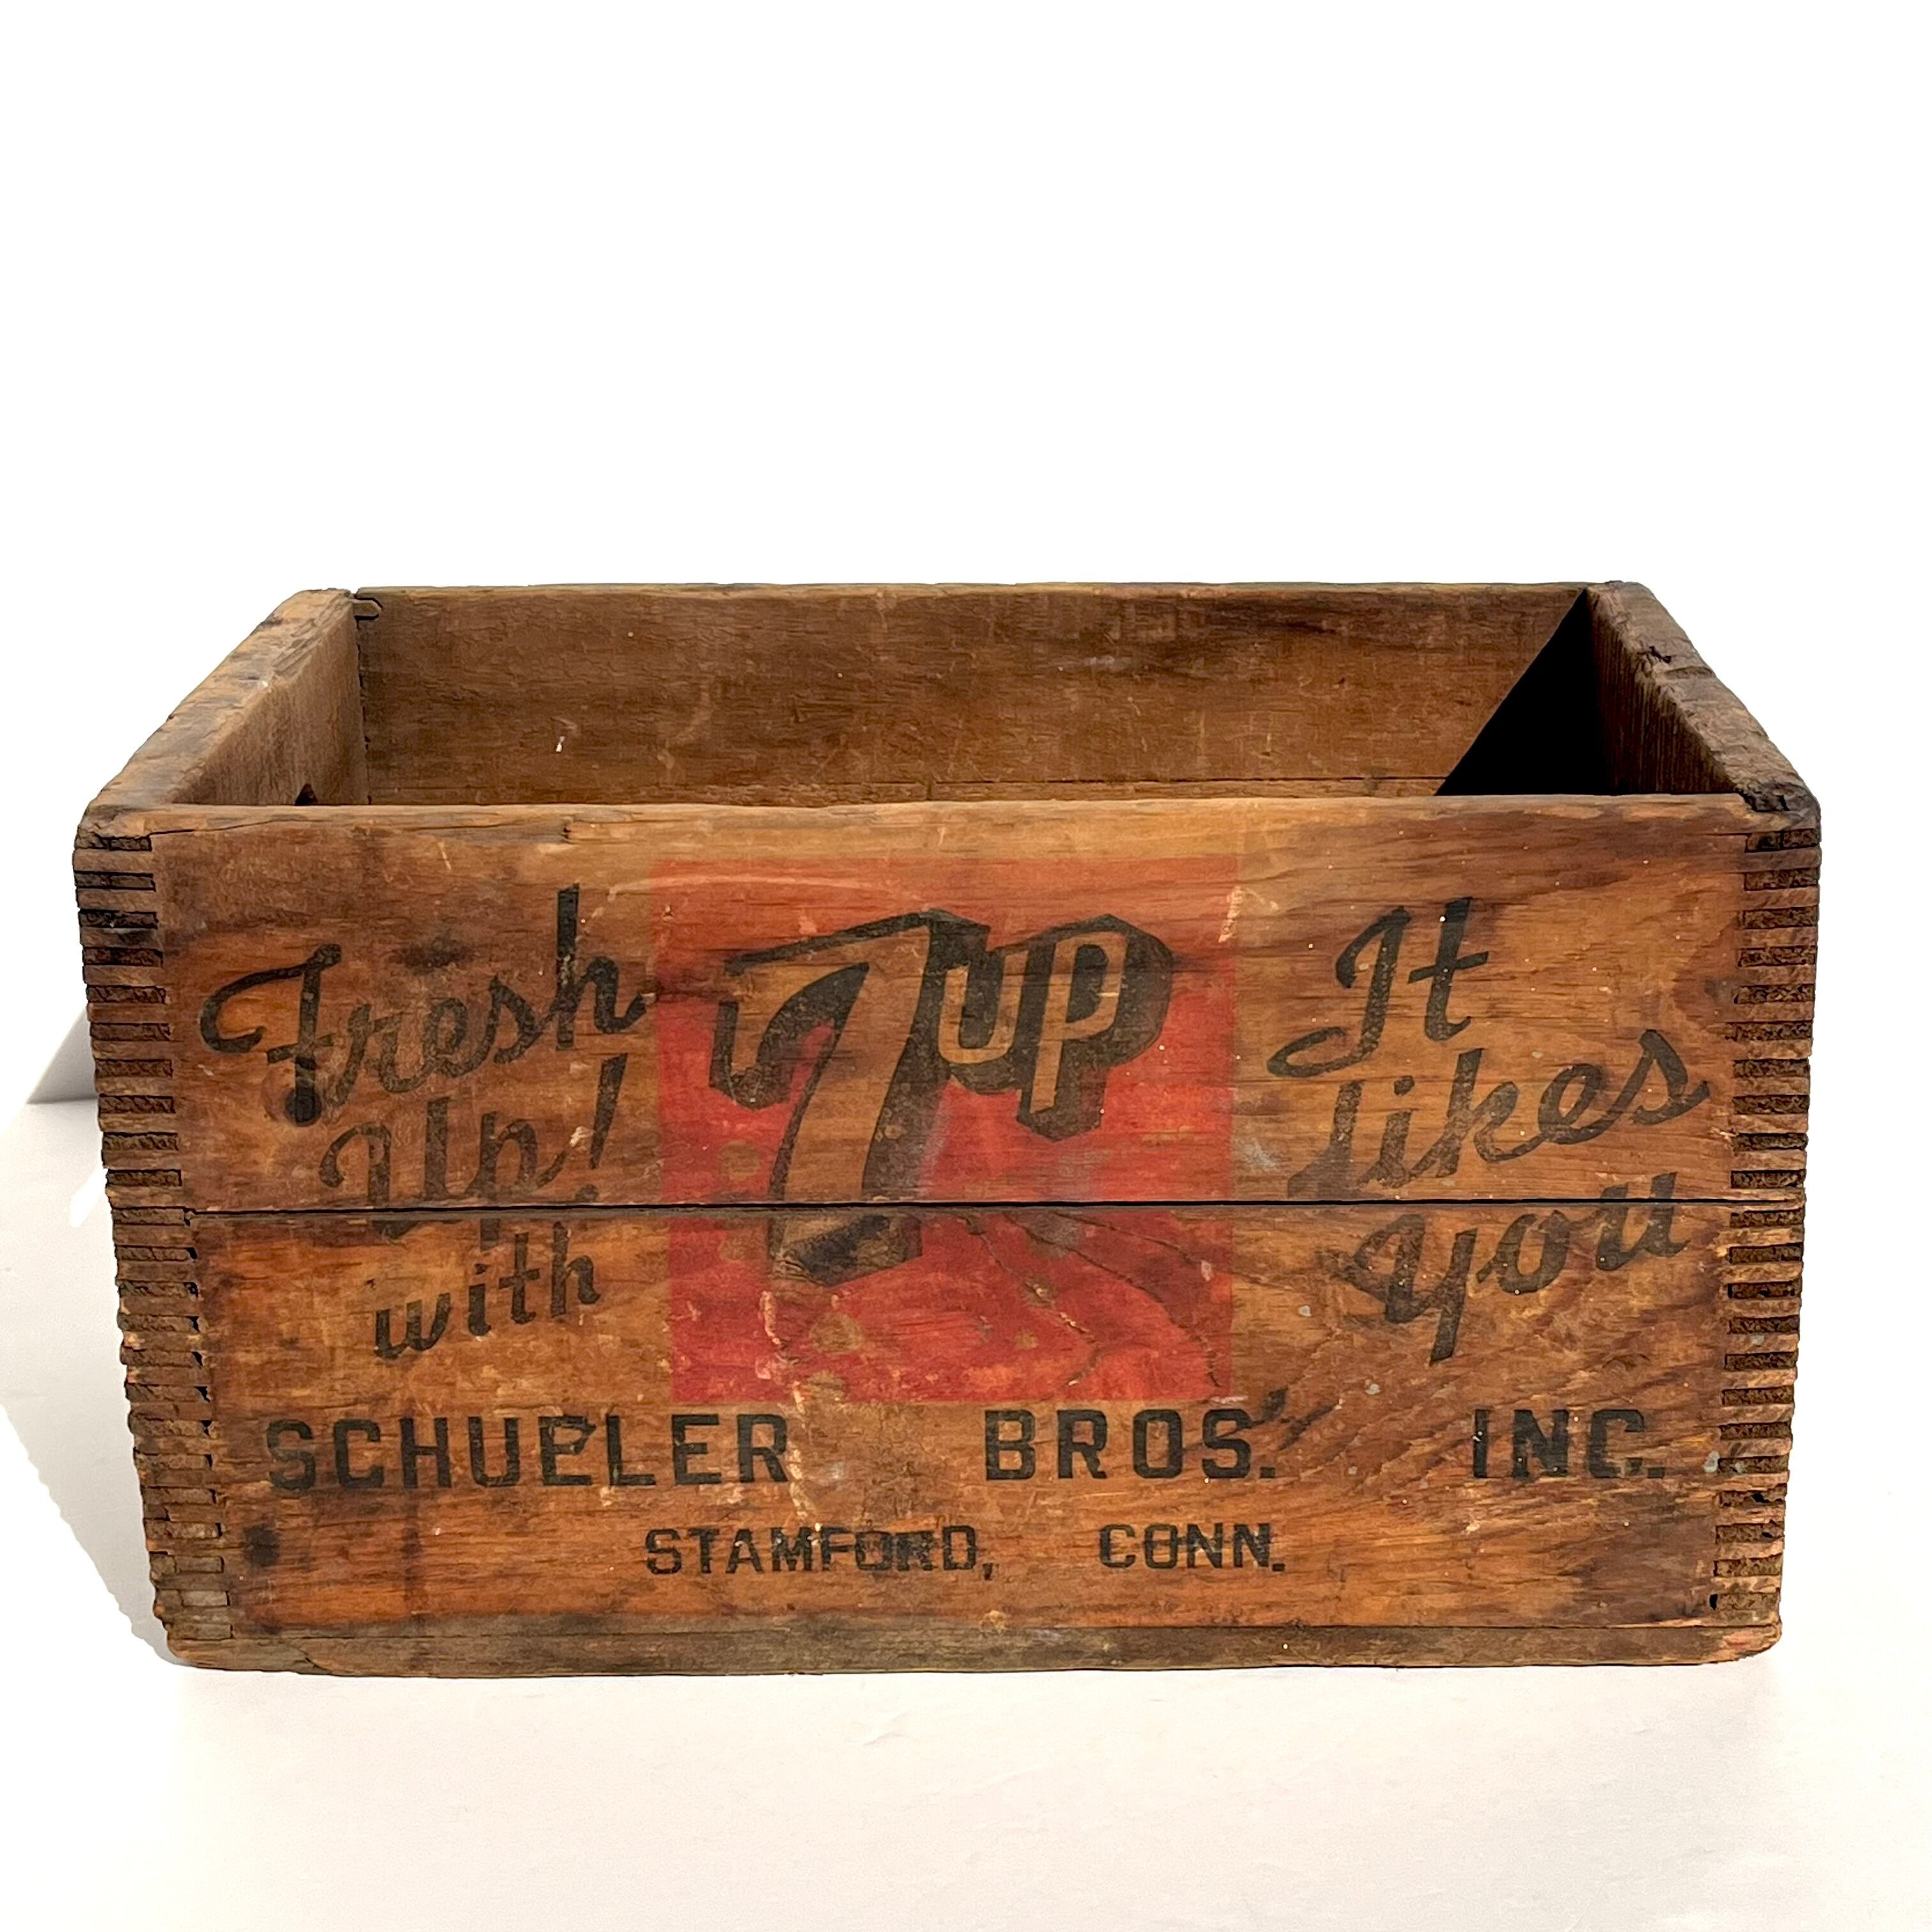 Fresh
Up!
with
7up
It
likes
you
SCHUELER BROS. INC.
STAMFORD, CONN.